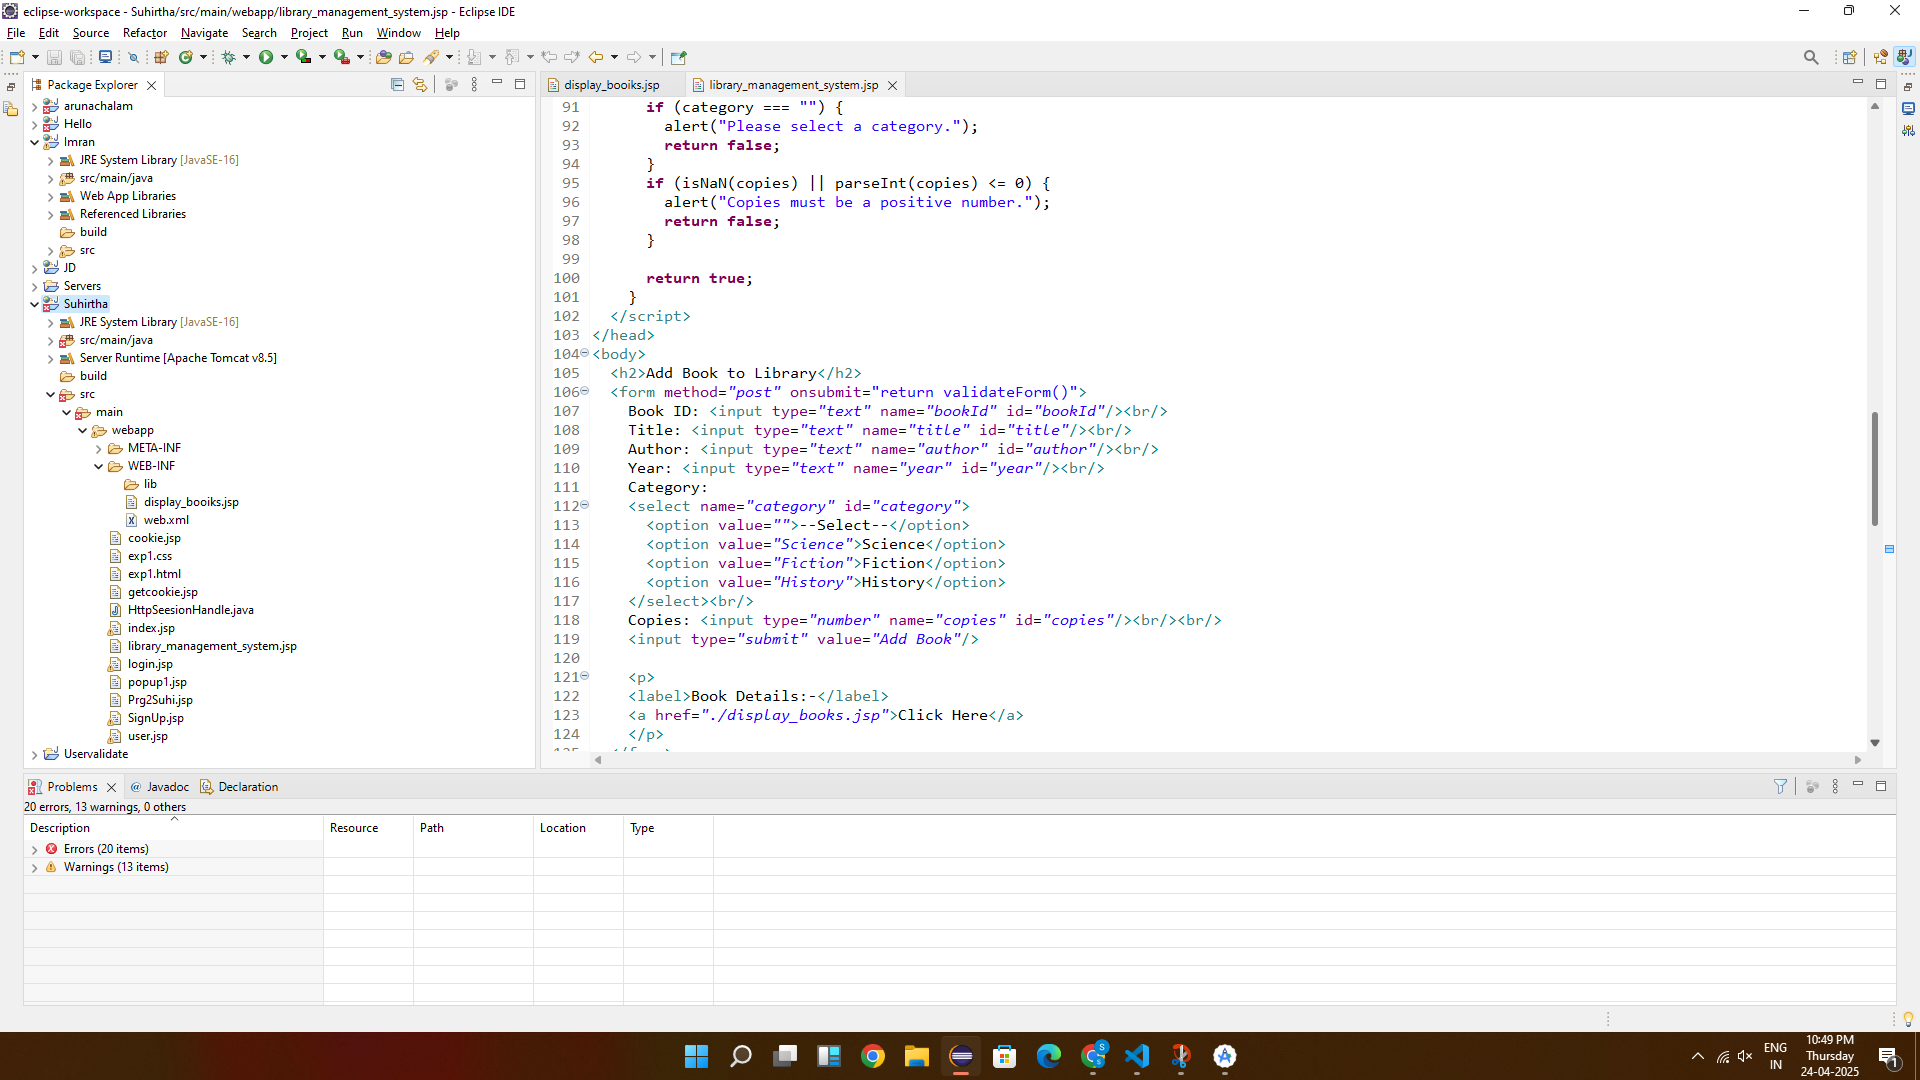 eclipse-workspace - Suhirtha/src/main/webapp/library_management_system.jsp - Eclipse IDE
File Edit Source Refactor Navigate Search Project Run Window Help
Package Explorer
arunachalam
Hello
Imran
JRE System Library [JavaSE-16]
src/main/java
Web App Libraries
Referenced Libraries
build
src
JD
Servers
Suhirtha
JRE System Library [JavaSE-16]
src/main/java
Server Runtime [Apache Tomcat v8.5]
build
src
main
webapp
META-INF
WEB-INF
lib
display_booiks.jsp
web.xml
cookie.jsp
exp1.css
exp1.html
getcookie.jsp
HttpSeesionHandle.java
index.jsp
library_management_system.jsp
login.jsp
popup1.jsp
Prg2Suhi.jsp
SignUp.jsp
user.jsp
Uservalidate
display_booiks.jsp library_management_system.jsp
91 if (category === "") {
92 alert("Please select a category.");
93 return false;
94 }
95 if (isNaN(copies) || parseInt(copies) <= 0) {
96 alert("Copies must be a positive number.");
97 return false;
98 }
99
100 return true;
101 }
102 </script>
103 </head>
104 <body>
105 <h2>Add Book to Library</h2>
106 <form method="post" onsubmit="return validateForm()">
107 Book ID: <input type="text" name="bookId" id="bookId"/><br/>
108 Title: <input type="text" name="title" id="title"/><br/>
109 Author: <input type="text" name="author" id="author"/><br/>
110 Year: <input type="text" name="year" id="year"/><br/>
111 Category:
112 <select name="category" id="category">
113 <option value="">--Select--</option>
114 <option value="Science">Science</option>
115 <option value="Fiction">Fiction</option>
116 <option value="History">History</option>
117 </select><br/>
118 Copies: <input type="number" name="copies" id="copies"/><br/><br/>
119 <input type="submit" value="Add Book"/>
120
121 <p>
122 <label>Book Details:-</label>
123 <a href="./display_books.jsp">Click Here</a>
124 </p>
Problems @ Javadoc Declaration
20 errors, 13 warnings, 0 others
Description Resource Path Location Type
Errors (20 items)
Warnings (13 items)
ENG
IN
10:49 PM
Thursday
24-04-2025
1